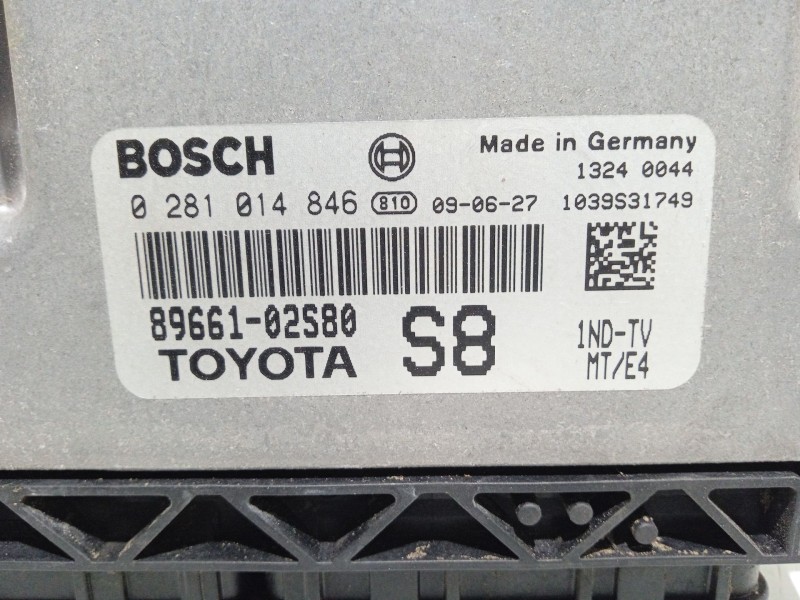 BOSCH Made in Germany
1324 0044
0 281 014 846 810 09-06-27 1039S31749
89661-02S80 S8 1ND-TV
TOYOTA MT/E4